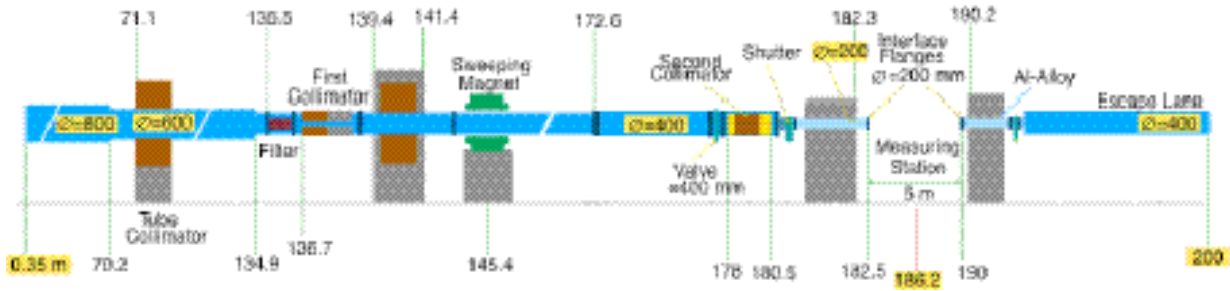 71.1
136.5
139.4
141.4
172.6
182.3
190.2
First
Collimator
Sweeping
Magnet
Second
Collimator
Shutter
Ø=200
Interface
Flanges
Ø=200 mm
Al-Alloy
Escape Lane
Ø=800
Ø=600
Ø=400
Ø=400
Filter
Valve
=400 mm
Measuring
Station
5 m
Tube
Collimator
0.35 m
70.2
134.9
136.7
145.4
178
180.5
182.5
186.2
190
200